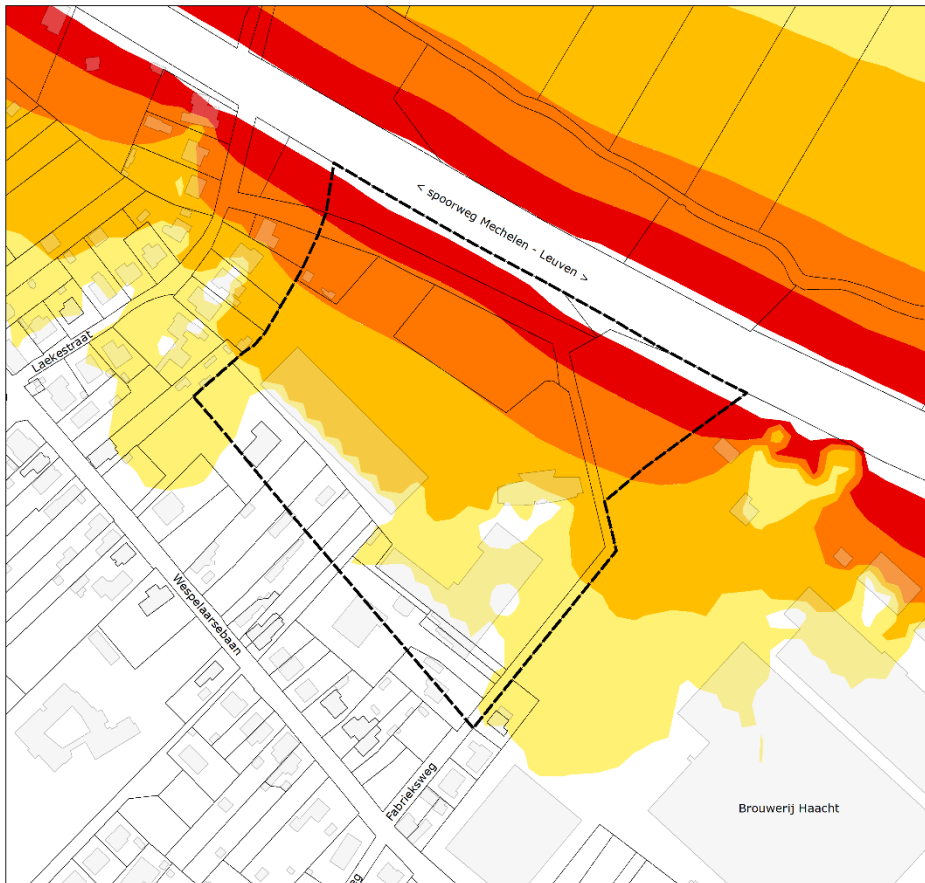 < spoorweg Mechelen - Leuven >
Laekestraat
Wespelaarsebaan
Fabrieksweg
Brouwerij Haacht